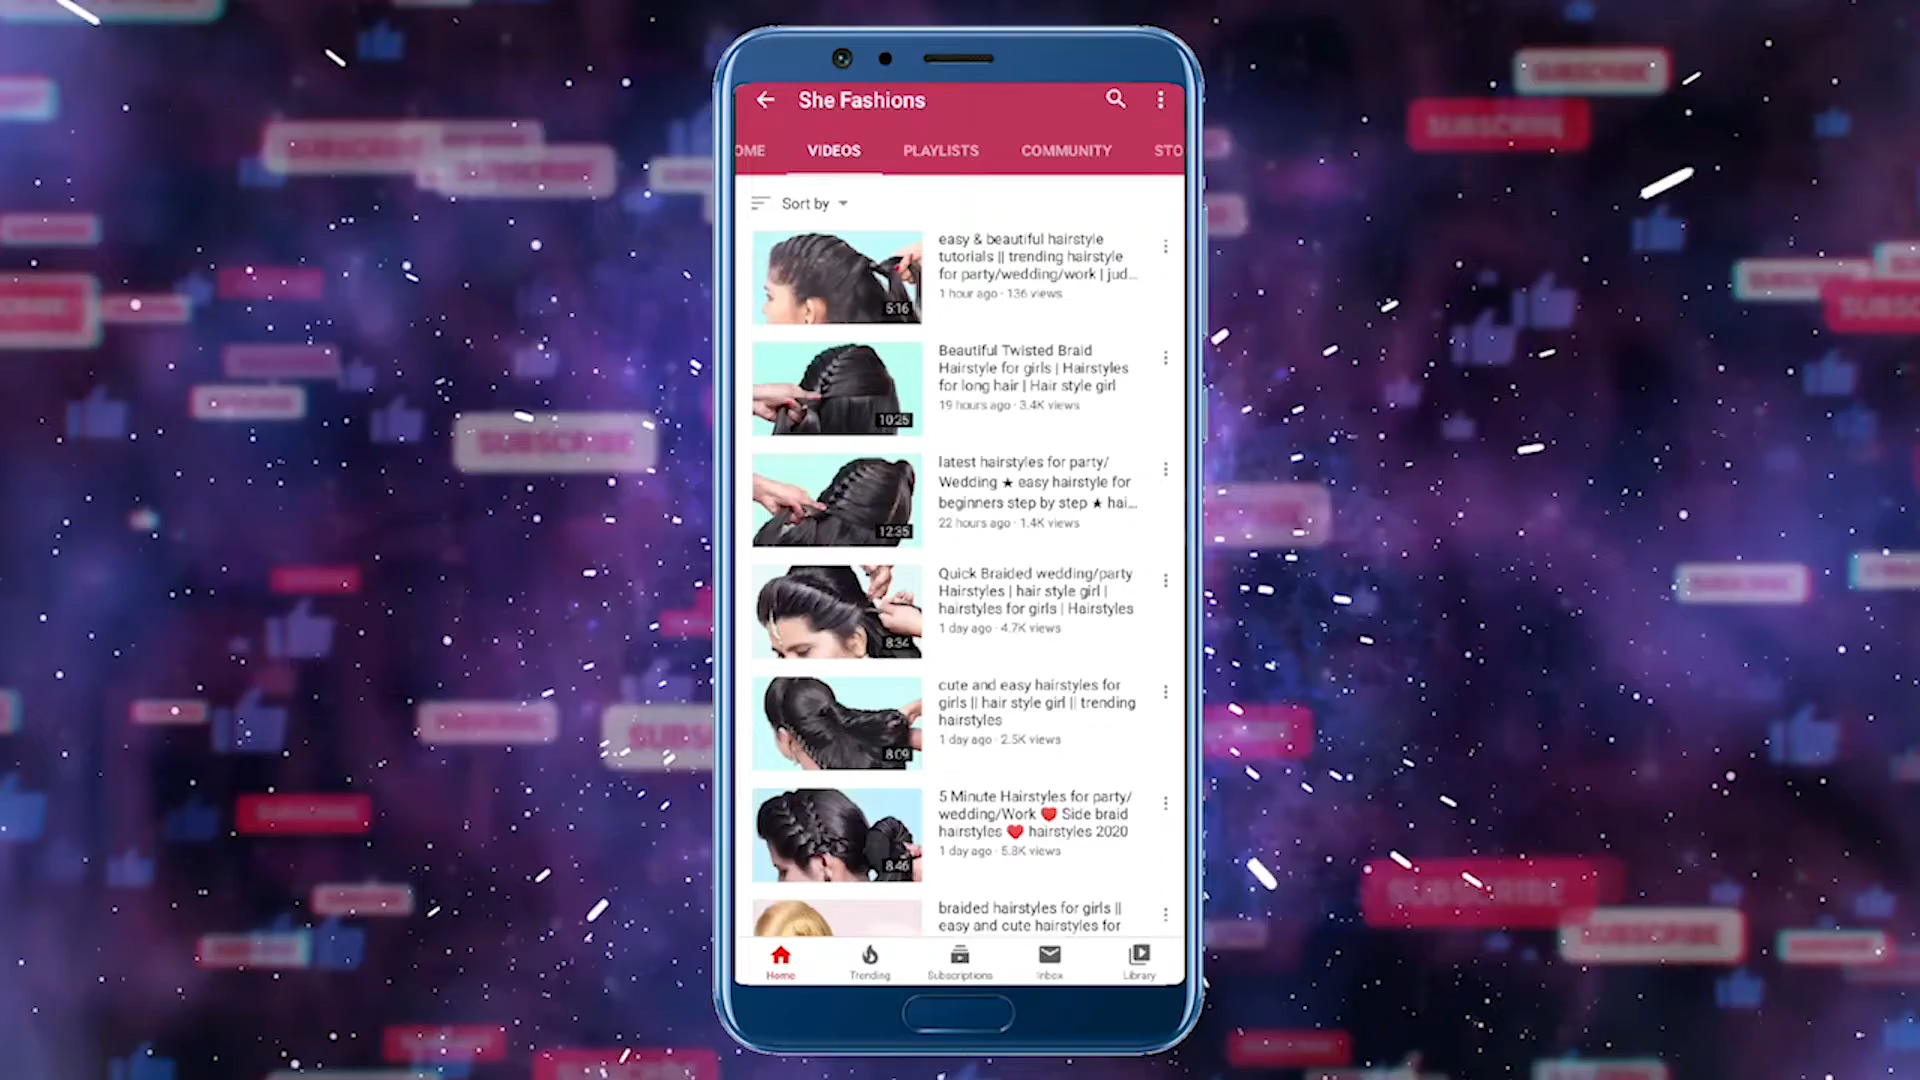 She Fashions
OME VIDEOS PLAYLISTS COMMUNITY STO
Sort by
easy & beautiful hairstyle
tutorials || trending hairstyle
for party/wedding/work | jud...
1 hour ago · 136 views
5:16
Beautiful Twisted Braid
Hairstyle for girls | Hairstyles
for long hair | Hair style girl
19 hours ago · 3.4K views
10:25
latest hairstyles for party/
Wedding ★ easy hairstyle for
beginners step by step ★ hai...
22 hours ago · 1.4K views
12:35
Quick Braided wedding/party
Hairstyles | hair style girl |
hairstyles for girls | Hairstyles
1 day ago · 4.7K views
8:34
cute and easy hairstyles for
girls || hair style girl || trending
hairstyles
1 day ago · 2.5K views
8:09
5 Minute Hairstyles for party/
wedding/Work ♥ Side braid
hairstyles ♥ hairstyles 2020
1 day ago · 5.8K views
8:46
braided hairstyles for girls ||
easy and cute hairstyles for
Home Trending Subscriptions Inbox Library
SUBSCRIBE
SUBSCRIBE
SUBSCRIBE
SUBSCRIBE